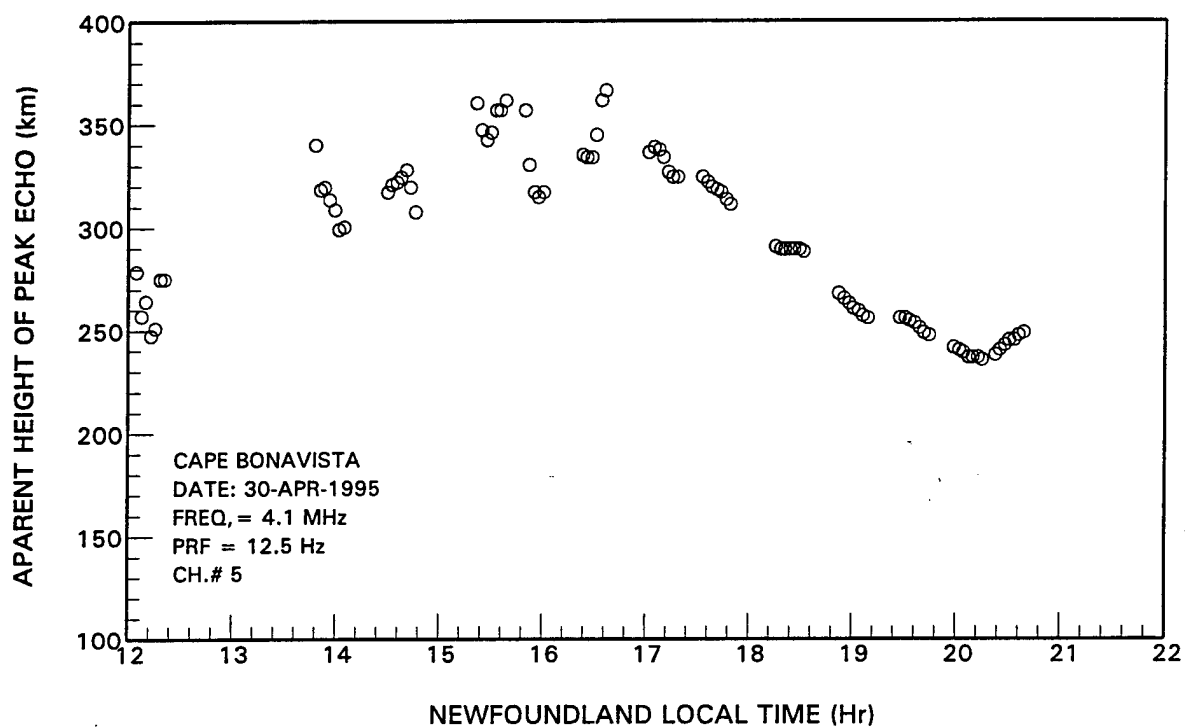 APARENT HEIGHT OF PEAK ECHO (km)
400
350
300
250
200
150
100
CAPE BONAVISTA
DATE: 30-APR-1995
FREQ,= 4.1 MHz
PRF = 12.5 Hz
CH.# 5
12 13 14 15 16 17 18 19 20 21 22
NEWFOUNDLAND LOCAL TIME (Hr)